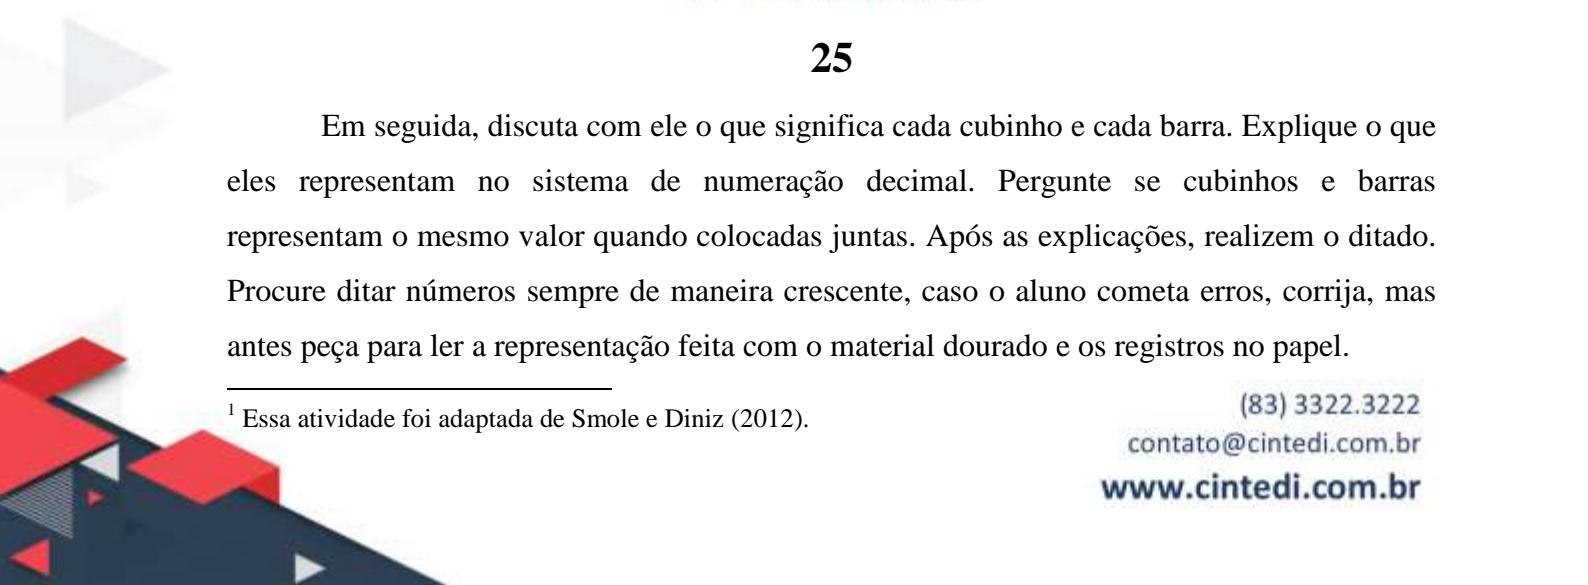 25
Em seguida, discuta com ele o que significa cada cubinho e cada barra. Explique o que
eles representam no sistema de numeração decimal. Pergunte se cubinhos e barras
representam o mesmo valor quando colocadas juntas. Após as explicações, realizem o ditado.
Procure ditar números sempre de maneira crescente, caso o aluno cometa erros, corrija, mas
antes peça para ler a representação feita com o material dourado e os registros no papel.
1 Essa atividade foi adaptada de Smole e Diniz (2012).
(83) 3322.3222
contato@cintedi.com.br
www.cintedi.com.br